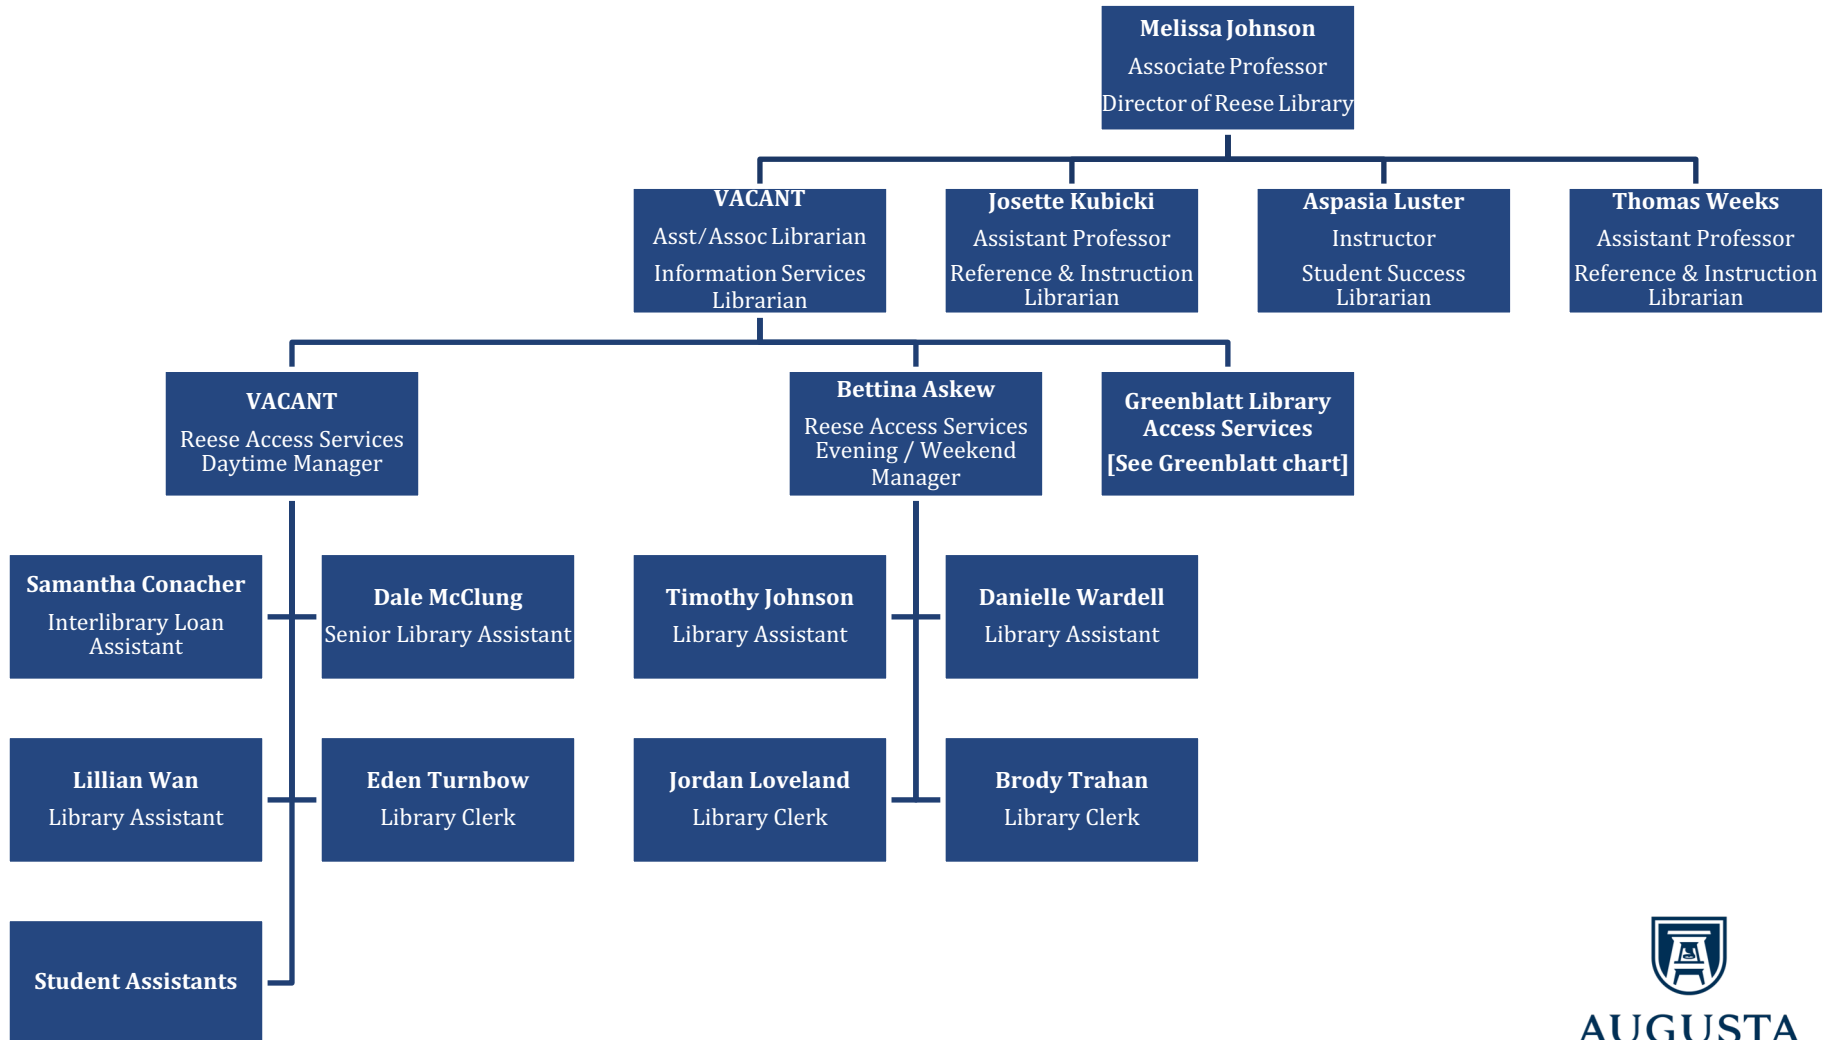 Melissa Johnson
Associate Professor
Director of Reese Library
VACANT
Asst/Assoc Librarian
Information Services
Librarian
Josette Kubicki
Assistant Professor
Reference & Instruction
Librarian
Aspasia Luster
Instructor
Student Success
Librarian
Thomas Weeks
Assistant Professor
Reference & Instruction
Librarian
VACANT
Reese Access Services
Daytime Manager
Bettina Askew
Reese Access Services
Evening / Weekend
Manager
Greenblatt Library
Access Services
[See Greenblatt chart]
Samantha Conacher
Interlibrary Loan
Assistant
Dale McClung
Senior Library Assistant
Timothy Johnson
Library Assistant
Danielle Wardell
Library Assistant
Lillian Wan
Library Assistant
Eden Turnbow
Library Clerk
Jordan Loveland
Library Clerk
Brody Trahan
Library Clerk
Student Assistants
AUGUSTA